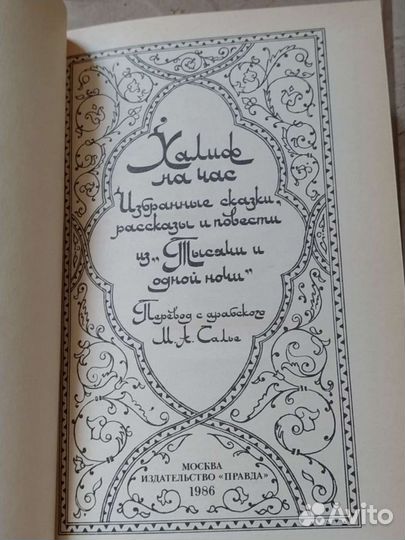 Халиф
на час
Избранные сказки,
рассказы и повести
из „Тысячи и
одной ночи"
Перевод с арабского
М. А. Салье
МОСКВА
ИЗДАТЕЛЬСТВО «ПРАВДА»
1986
Avito